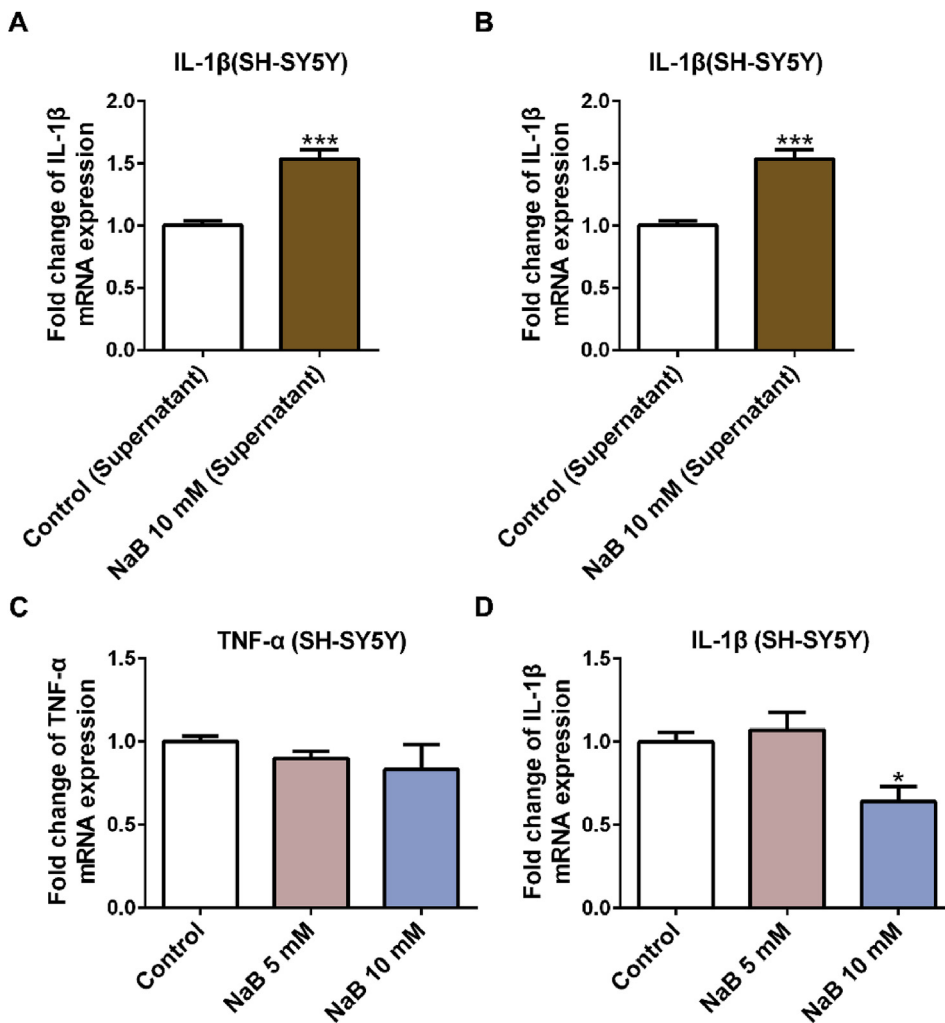 A
IL-1β(SH-SY5Y)
Fold change of IL-1β
mRNA expression
2.0
1.5
1.0
0.5
0.0
***
Control (Supernatant)
NaB 10 mM (Supernatant)
B
IL-1β(SH-SY5Y)
Fold change of IL-1β
mRNA expression
2.0
1.5
1.0
0.5
0.0
***
Control (Supernatant)
NaB 10 mM (Supernatant)
C
TNF-α (SH-SY5Y)
Fold change of TNF-α
mRNA expression
1.5
1.0
0.5
0.0
Control
NaB 5 mM
NaB 10 mM
D
IL-1β (SH-SY5Y)
Fold change of IL-1β
mRNA expression
1.5
1.0
0.5
0.0
*
Control
NaB 5 mM
NaB 10 mM